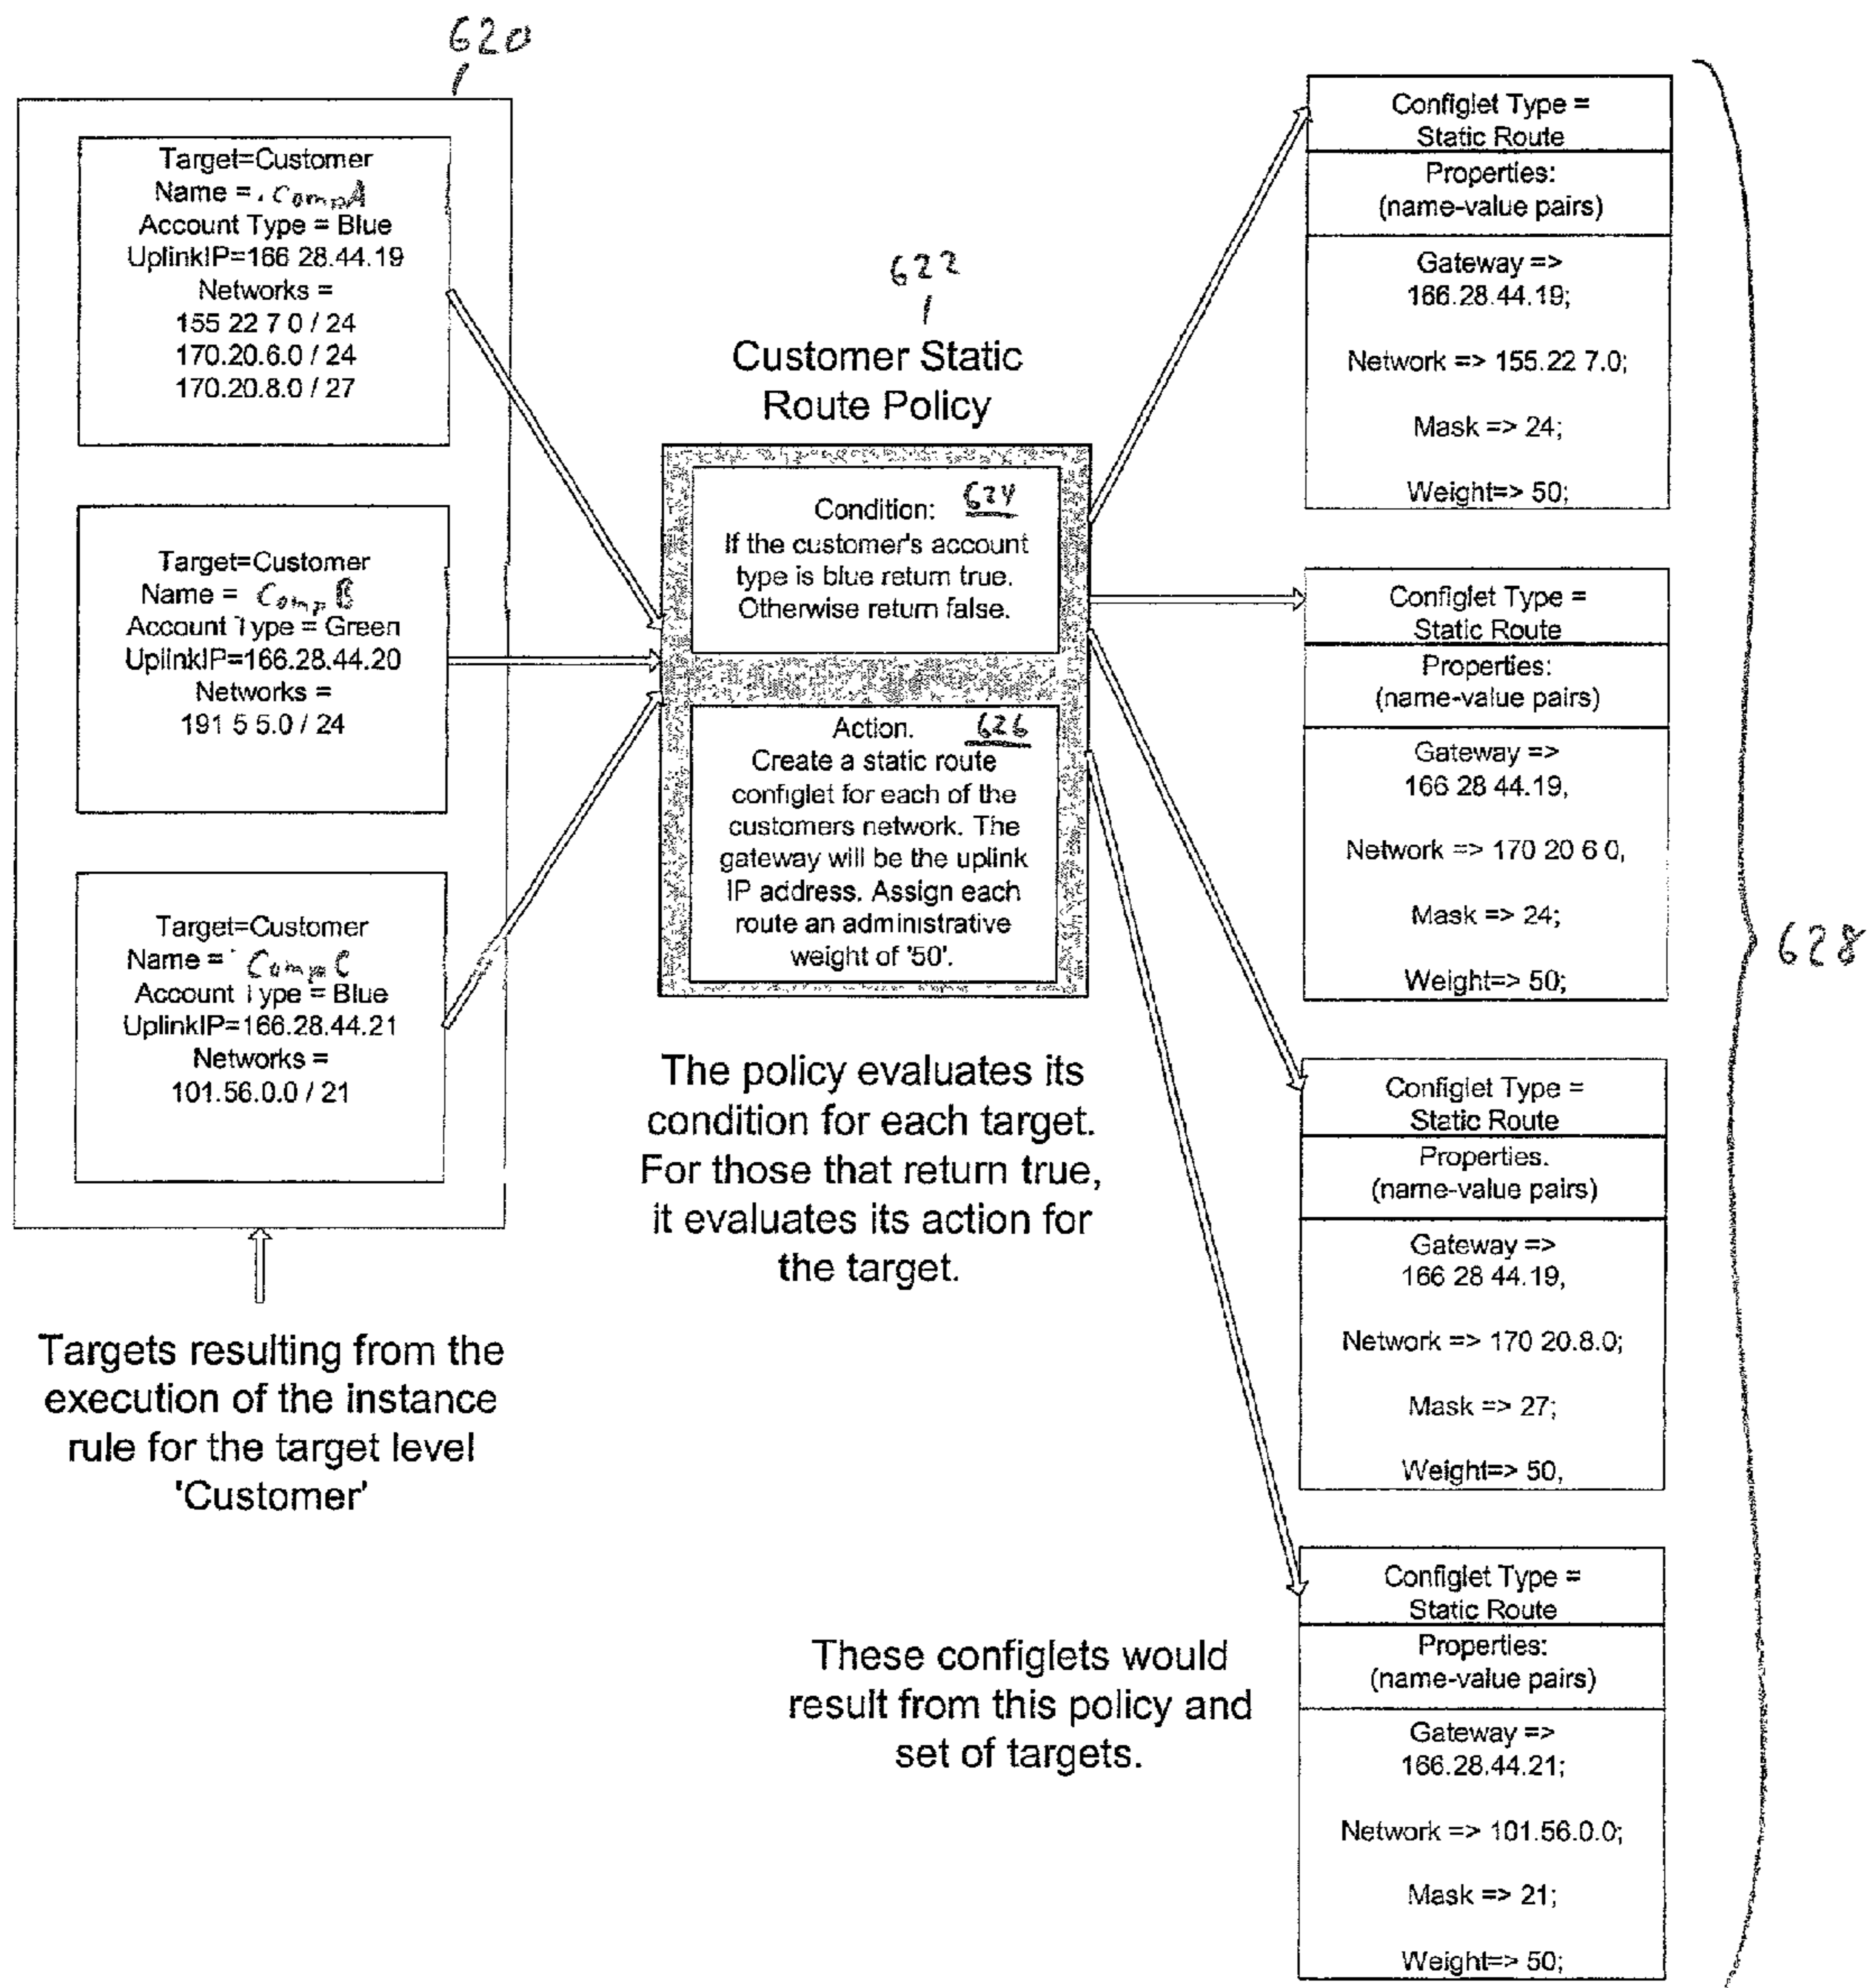 620
Target=Customer
Name = CompA
Account Type = Blue
UplinkIP=166 28.44.19
Networks =
155 22 7 0 / 24
170.20.6.0 / 24
170.20.8.0 / 27
Target=Customer
Name = CompB
Account Type = Green
UplinkIP=166.28.44.20
Networks =
191 5 5.0 / 24
Target=Customer
Name = CompC
Account Type = Blue
UplinkIP=166.28.44.21
Networks =
101.56.0.0 / 21
Targets resulting from the
execution of the instance
rule for the target level
'Customer'
622
Customer Static
Route Policy
Condition: 624
If the customer's account
type is blue return true.
Otherwise return false.
Action. 626
Create a static route
configlet for each of the
customers network. The
gateway will be the uplink
IP address. Assign each
route an administrative
weight of '50'.
The policy evaluates its
condition for each target.
For those that return true,
it evaluates its action for
the target.
These configlets would
result from this policy and
set of targets.
Configlet Type =
Static Route
Properties:
(name-value pairs)
Gateway =>
166.28.44.19;
Network => 155.22 7.0;
Mask => 24;
Weight=> 50;
Configlet Type =
Static Route
Properties:
(name-value pairs)
Gateway =>
166 28 44.19,
Network => 170 20 6 0,
Mask => 24;
Weight=> 50;
Configlet Type =
Static Route
Properties.
(name-value pairs)
Gateway =>
166 28 44.19,
Network => 170 20.8.0;
Mask => 27;
Weight=> 50,
Configlet Type =
Static Route
Properties:
(name-value pairs)
Gateway =>
166.28.44.21;
Network => 101.56.0.0;
Mask => 21;
Weight=> 50;
628